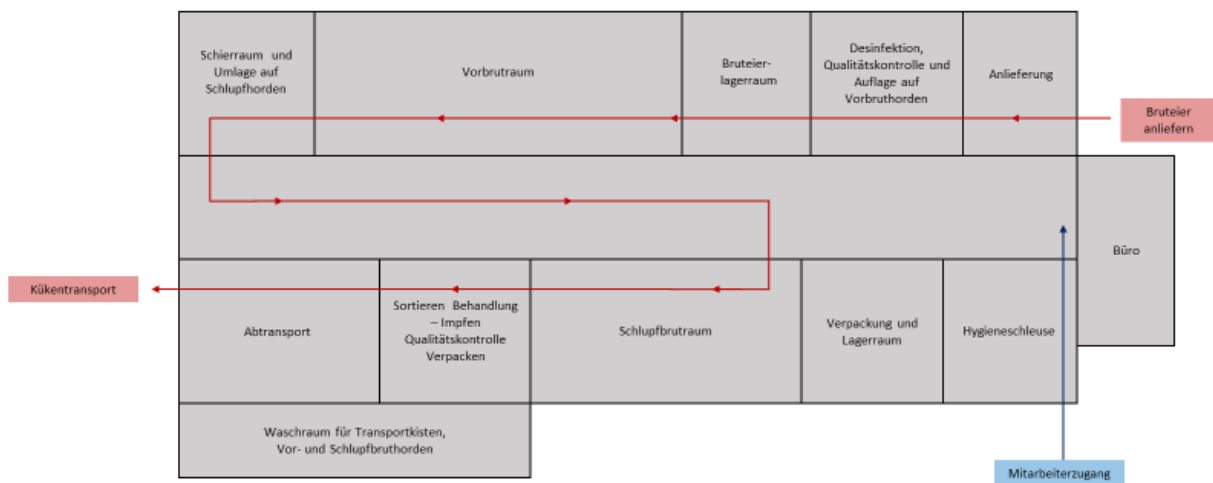 Schierraum und
Umlage auf
Schlupfhorden
Vorbrutraum
Bruteier-
lagerraum
Desinfektion,
Qualitätskontrolle und
Auflage auf
Vorbruthorden
Anlieferung
Bruteier
anliefern
Büro
Kükentransport
Abtransport
Sortieren Behandlung
– Impfen
Qualitätskontrolle
Verpacken
Schlupfbrutraum
Verpackung und
Lagerraum
Hygieneschleuse
Waschraum für Transportkisten,
Vor- und Schlupfbruthorden
Mitarbeiterzugang